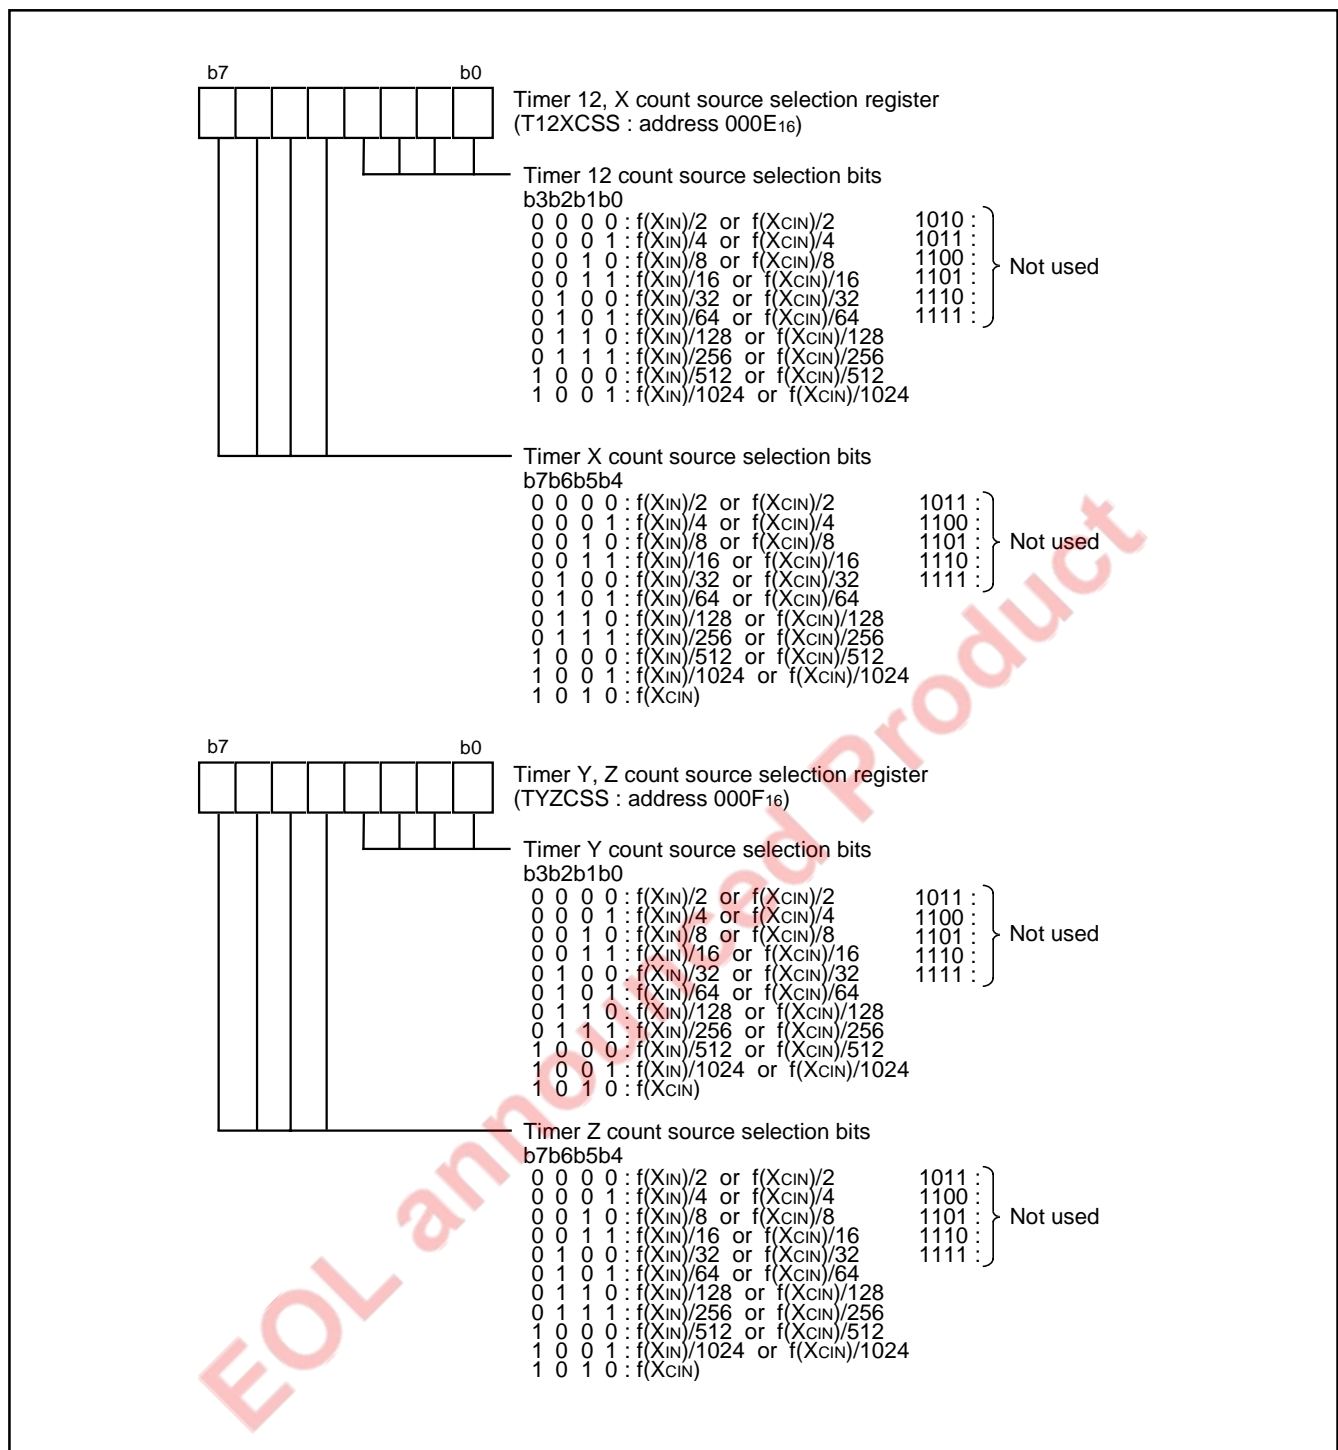 b7 b0
Timer 12, X count source selection register
(T12XCSS : address 000E16)
Timer 12 count source selection bits
b3b2b1b0
0 0 0 0 : f(XIN)/2 or f(XCIN)/2 1010 :
0 0 0 1 : f(XIN)/4 or f(XCIN)/4 1011 :
0 0 1 0 : f(XIN)/8 or f(XCIN)/8 1100 : Not used
0 0 1 1 : f(XIN)/16 or f(XCIN)/16 1101 :
0 1 0 0 : f(XIN)/32 or f(XCIN)/32 1110 :
0 1 0 1 : f(XIN)/64 or f(XCIN)/64 1111 :
0 1 1 0 : f(XIN)/128 or f(XCIN)/128
0 1 1 1 : f(XIN)/256 or f(XCIN)/256
1 0 0 0 : f(XIN)/512 or f(XCIN)/512
1 0 0 1 : f(XIN)/1024 or f(XCIN)/1024
Timer X count source selection bits
b7b6b5b4
0 0 0 0 : f(XIN)/2 or f(XCIN)/2 1011 :
0 0 0 1 : f(XIN)/4 or f(XCIN)/4 1100 :
0 0 1 0 : f(XIN)/8 or f(XCIN)/8 1101 : Not used
0 0 1 1 : f(XIN)/16 or f(XCIN)/16 1110 :
0 1 0 0 : f(XIN)/32 or f(XCIN)/32 1111 :
0 1 0 1 : f(XIN)/64 or f(XCIN)/64
0 1 1 0 : f(XIN)/128 or f(XCIN)/128
0 1 1 1 : f(XIN)/256 or f(XCIN)/256
1 0 0 0 : f(XIN)/512 or f(XCIN)/512
1 0 0 1 : f(XIN)/1024 or f(XCIN)/1024
1 0 1 0 : f(XCIN)
b7 b0
Timer Y, Z count source selection register
(TYZCSS : address 000F16)
Timer Y count source selection bits
b3b2b1b0
0 0 0 0 : f(XIN)/2 or f(XCIN)/2 1011 :
0 0 0 1 : f(XIN)/4 or f(XCIN)/4 1100 :
0 0 1 0 : f(XIN)/8 or f(XCIN)/8 1101 : Not used
0 0 1 1 : f(XIN)/16 or f(XCIN)/16 1110 :
0 1 0 0 : f(XIN)/32 or f(XCIN)/32 1111 :
0 1 0 1 : f(XIN)/64 or f(XCIN)/64
0 1 1 0 : f(XIN)/128 or f(XCIN)/128
0 1 1 1 : f(XIN)/256 or f(XCIN)/256
1 0 0 0 : f(XIN)/512 or f(XCIN)/512
1 0 0 1 : f(XIN)/1024 or f(XCIN)/1024
1 0 1 0 : f(XCIN)
Timer Z count source selection bits
b7b6b5b4
0 0 0 0 : f(XIN)/2 or f(XCIN)/2 1011 :
0 0 0 1 : f(XIN)/4 or f(XCIN)/4 1100 :
0 0 1 0 : f(XIN)/8 or f(XCIN)/8 1101 : Not used
0 0 1 1 : f(XIN)/16 or f(XCIN)/16 1110 :
0 1 0 0 : f(XIN)/32 or f(XCIN)/32 1111 :
0 1 0 1 : f(XIN)/64 or f(XCIN)/64
0 1 1 0 : f(XIN)/128 or f(XCIN)/128
0 1 1 1 : f(XIN)/256 or f(XCIN)/256
1 0 0 0 : f(XIN)/512 or f(XCIN)/512
1 0 0 1 : f(XIN)/1024 or f(XCIN)/1024
1 0 1 0 : f(XCIN)
EOL announced Product